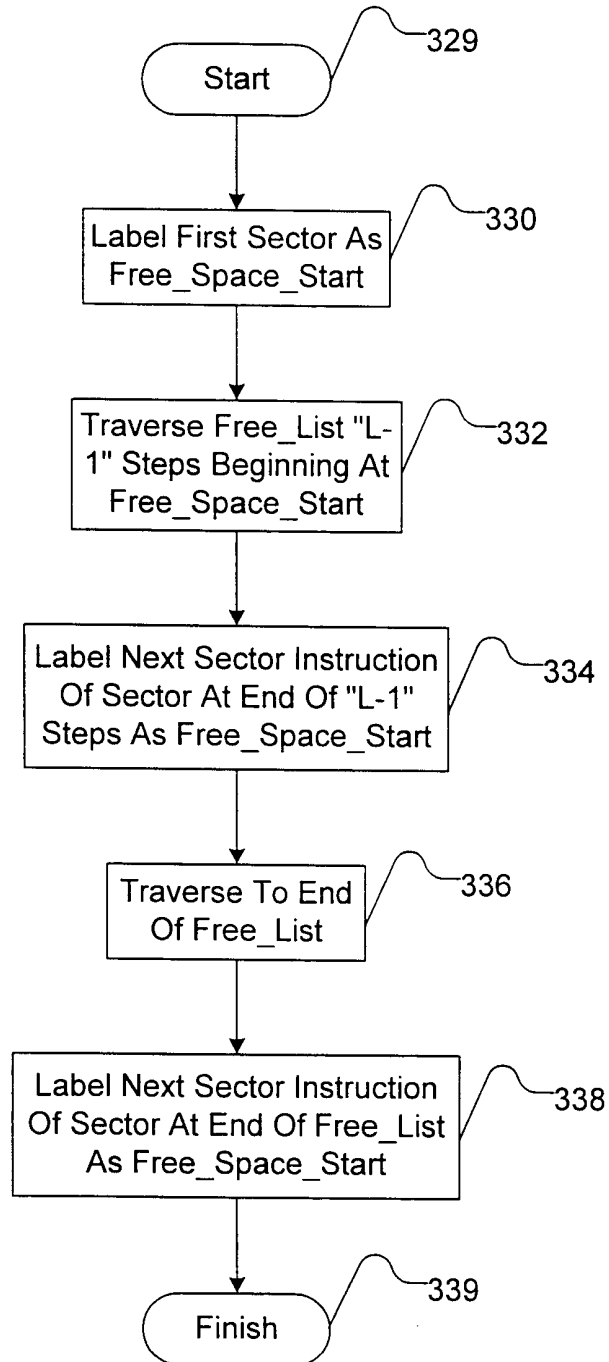 Start
329
Label First Sector As
Free_Space_Start
330
Traverse Free_List "L-
1" Steps Beginning At
Free_Space_Start
332
Label Next Sector Instruction
Of Sector At End Of "L-1"
Steps As Free_Space_Start
334
Traverse To End
Of Free_List
336
Label Next Sector Instruction
Of Sector At End Of Free_List
As Free_Space_Start
338
Finish
339